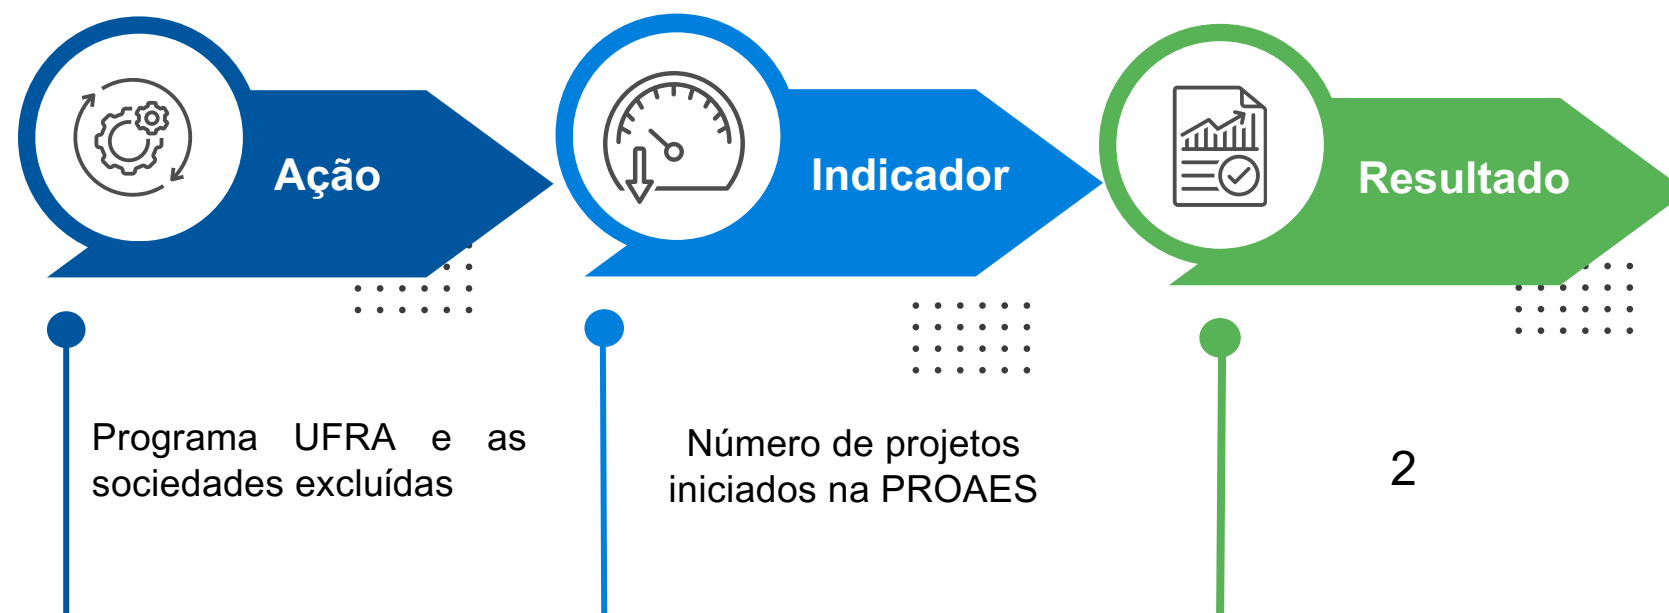 Ação
Indicador
Resultado
Programa UFRA e as
sociedades excluídas
Número de projetos
iniciados na PROAES
2